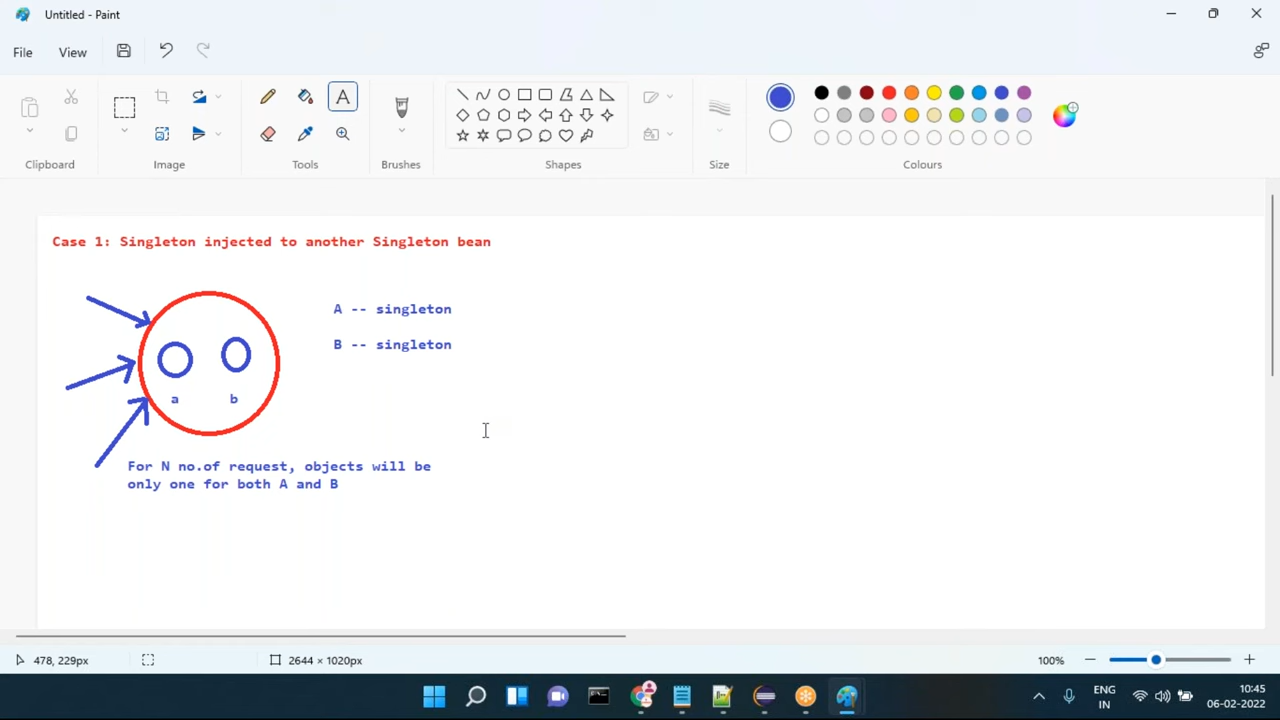 Untitled - Paint
File View
Clipboard
Image
Tools
Brushes
Shapes
Size
Colours
Case 1: Singleton injected to another Singleton bean
A -- singleton
B -- singleton
a b
For N no.of request, objects will be
only one for both A and B
478, 229px
2644 × 1020px
100%
ENG
IN
10:45
06-02-2022